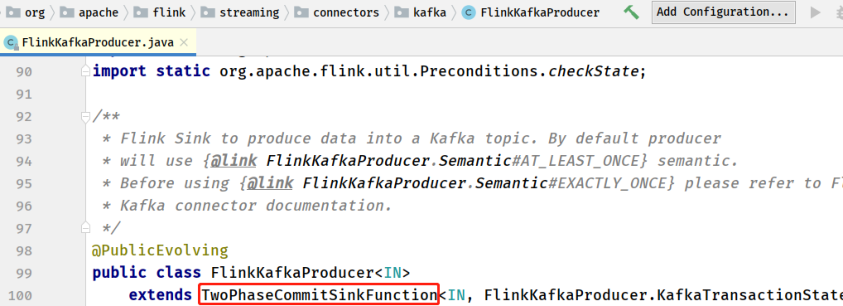 org apache flink streaming connectors kafka FlinkKafkaProducer Add Configuration...
FlinkKafkaProducer.java
90 import static org.apache.flink.util.Preconditions.checkState;
91
92 /**
93 * Flink Sink to produce data into a Kafka topic. By default producer
94 * will use {@link FlinkKafkaProducer.Semantic#AT_LEAST_ONCE} semantic.
95 * Before using {@link FlinkKafkaProducer.Semantic#EXACTLY_ONCE} please refer to Fl
96 * Kafka connector documentation.
97 */
98 @PublicEvolving
99 public class FlinkKafkaProducer<IN>
100 extends TwoPhaseCommitSinkFunction<IN, FlinkKafkaProducer.KafkaTransactionState